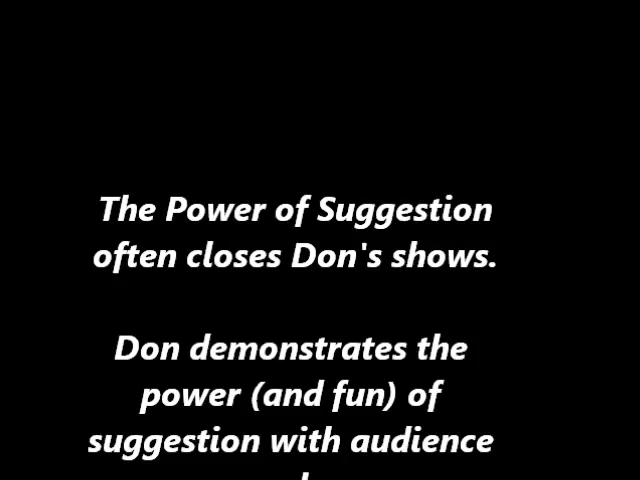 The Power of Suggestion
often closes Don's shows.
Don demonstrates the
power (and fun) of
suggestion with audience